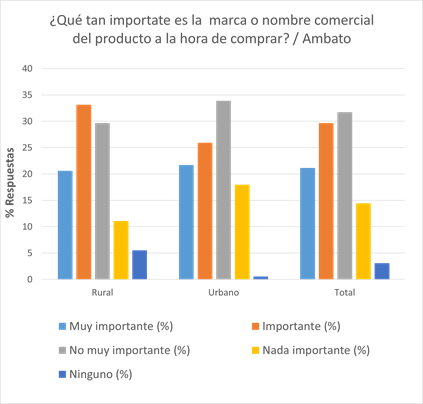 ¿Qué tan importate es la  marca o nombre comercial
del producto a la hora de comprar? / Ambato
% Respuestas
40
35
30
25
20
15
10
5
0
Rural Urbano Total
Muy importante (%) Importante (%)
No muy importante (%) Nada importante (%)
Ninguno (%)